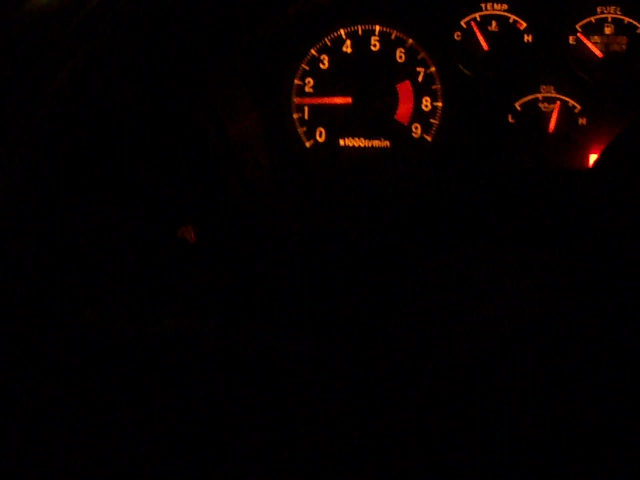 TEMP
C H
FUEL
E
0 1 2 3 4 5 6 7 8 9
x1000r/min
OIL
L H